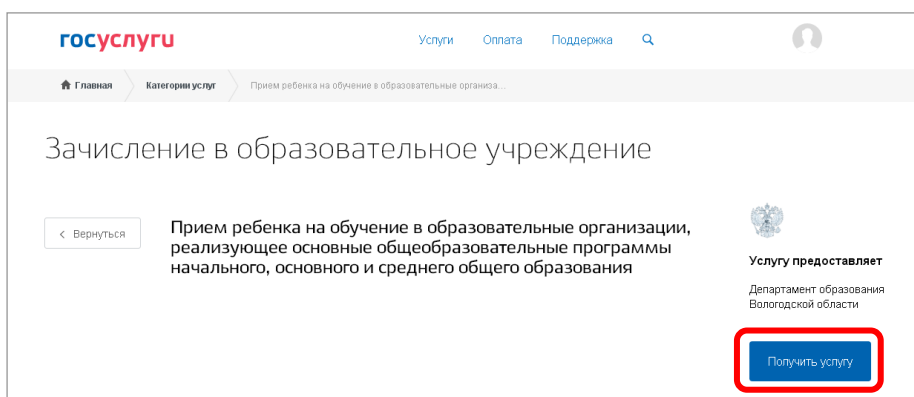 госуслуги
Услуги Оплата Поддержка
Главная Категории услуг Прием ребенка на обучение в образовательные организа...
Зачисление в образовательное учреждение
Вернуться
Прием ребенка на обучение в образовательные организации,
реализующее основные общеобразовательные программы
начального, основного и среднего общего образования
Услугу предоставляет
Департамент образования
Вологодской области
Получить услугу